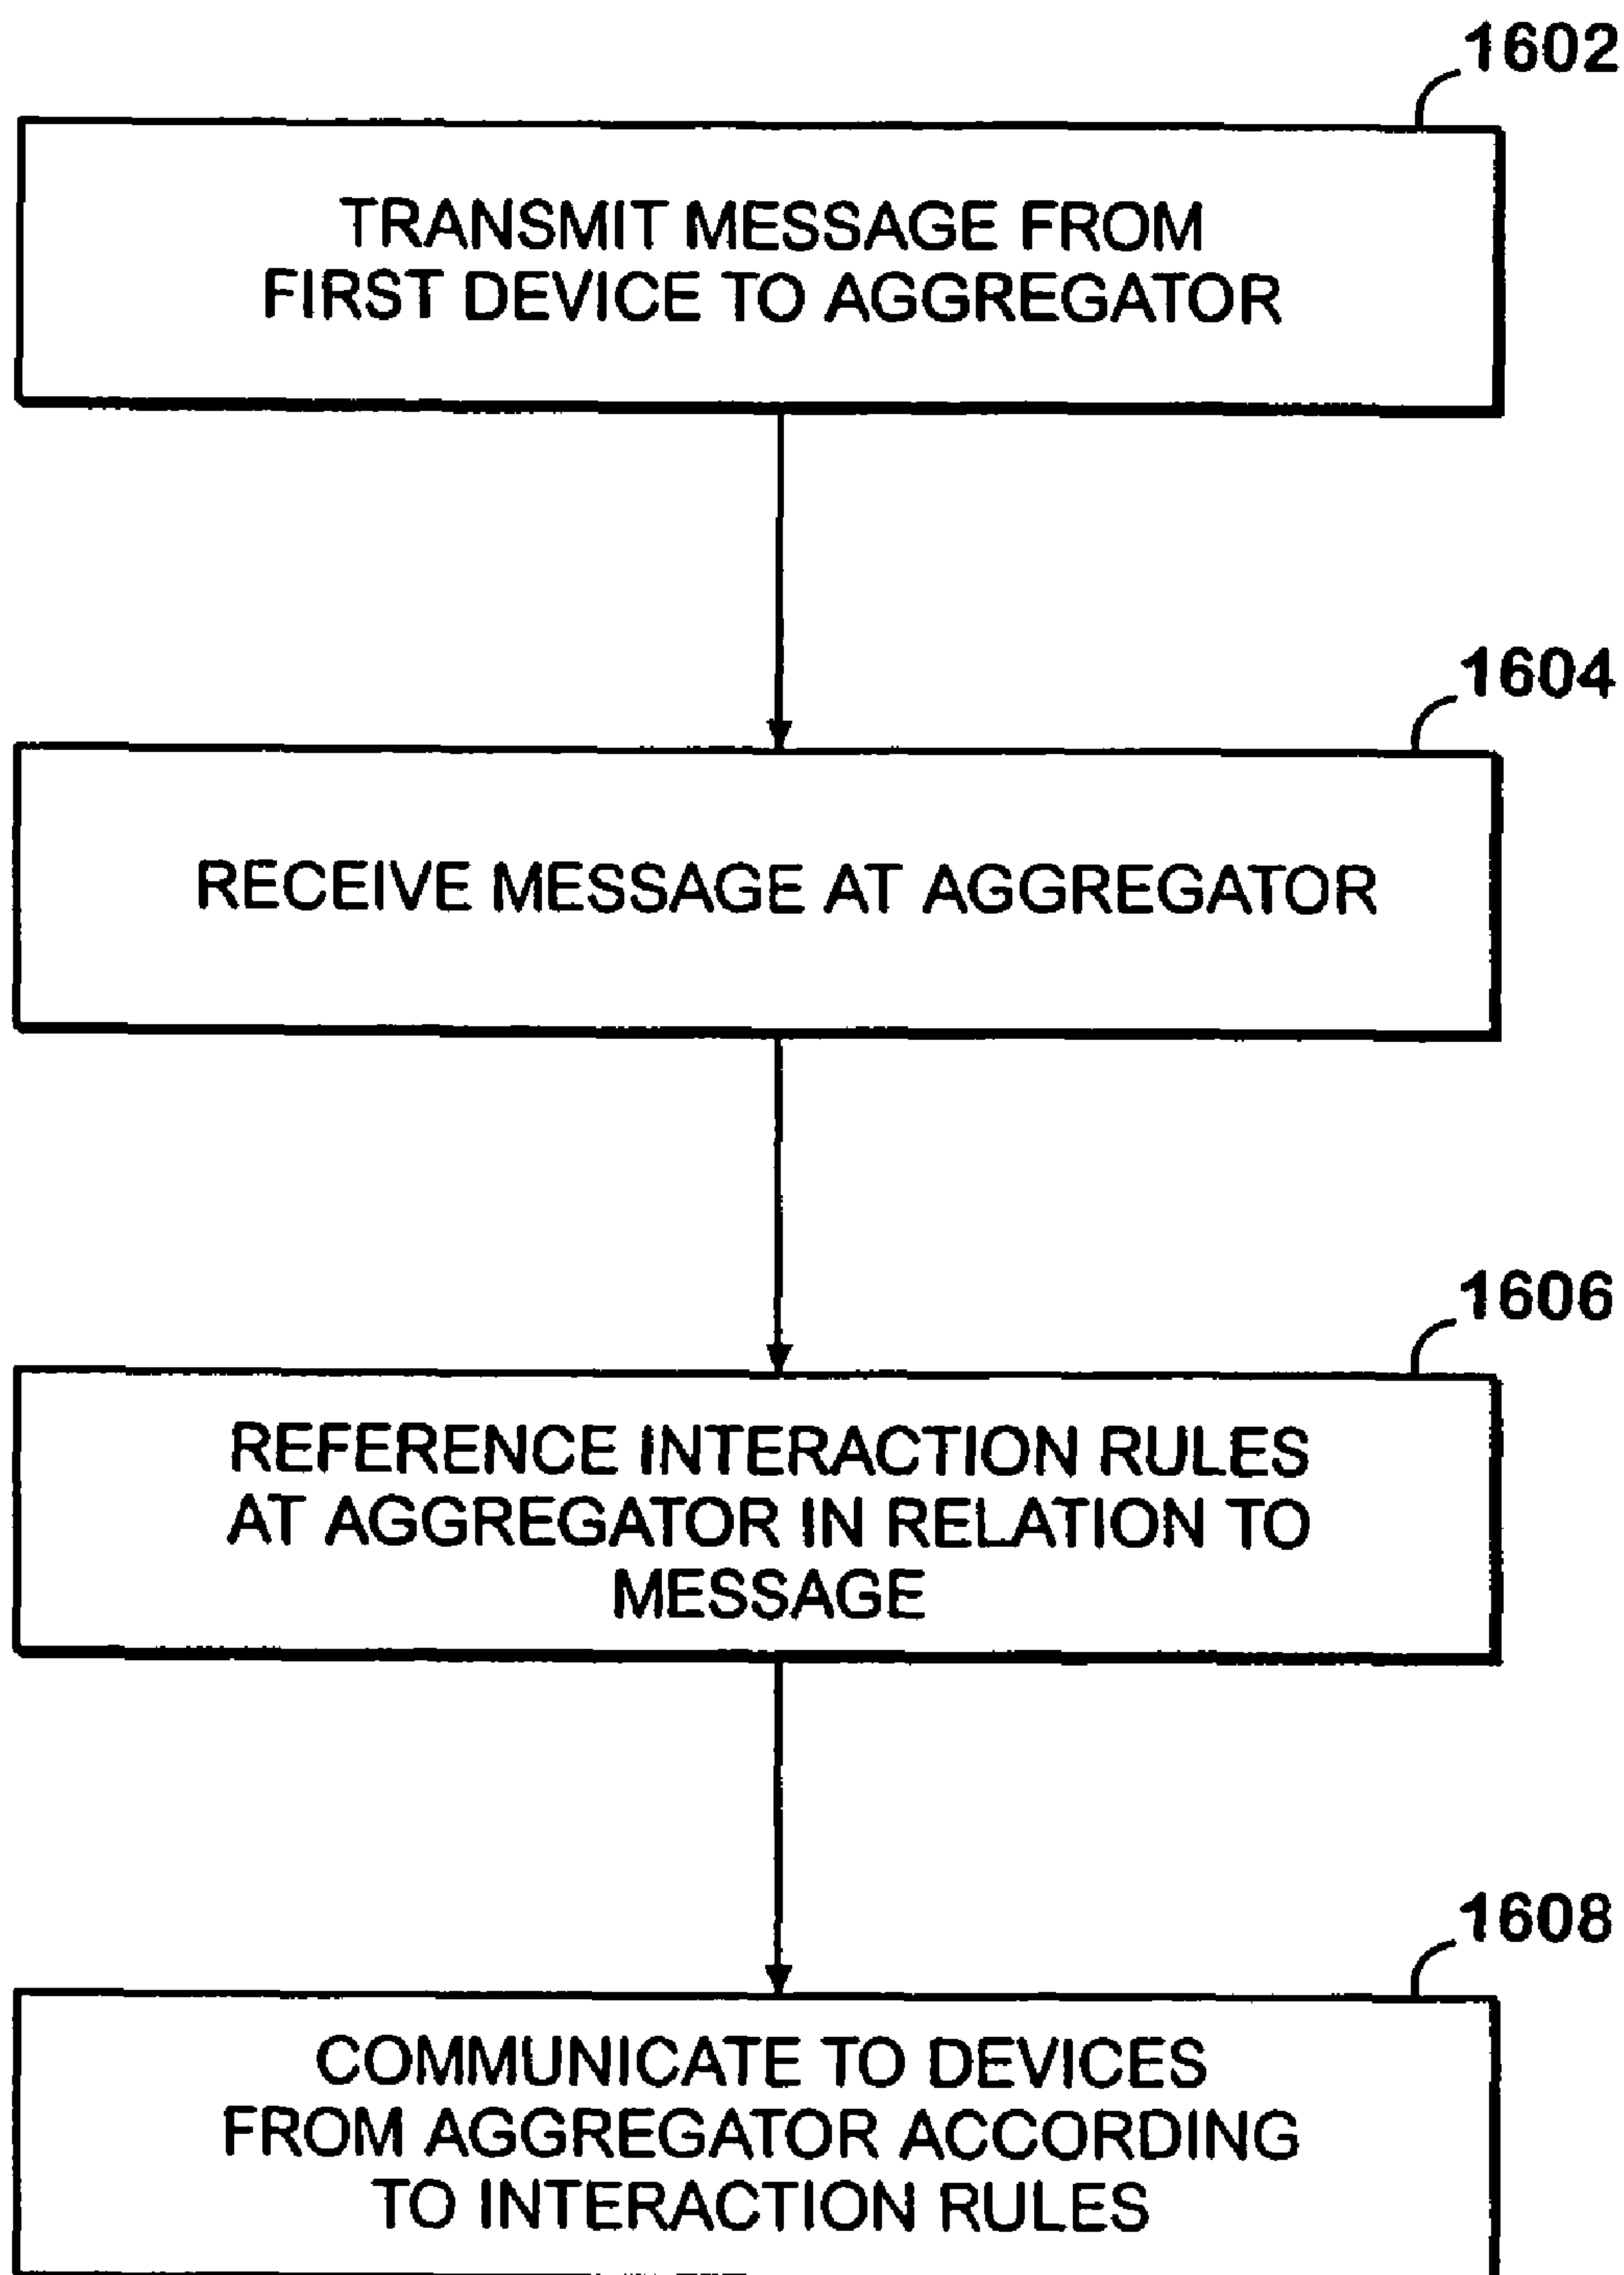 1602
TRANSMIT MESSAGE FROM
FIRST DEVICE TO AGGREGATOR
1604
RECEIVE MESSAGE AT AGGREGATOR
1606
REFERENCE INTERACTION RULES
AT AGGREGATOR IN RELATION TO
MESSAGE
1608
COMMUNICATE TO DEVICES
FROM AGGREGATOR ACCORDING
TO INTERACTION RULES